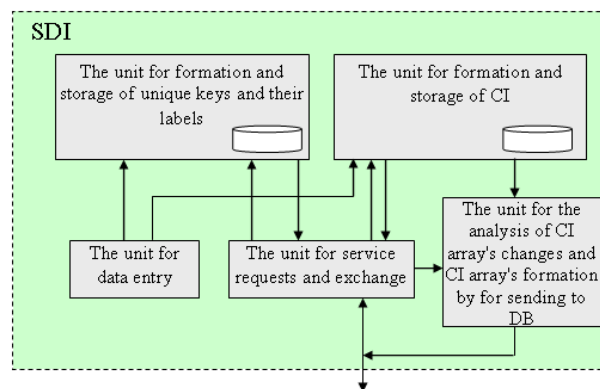 SDI
The unit for formation and
storage of unique keys and their
labels
The unit for formation and
storage of CI
The unit for
data entry
The unit for service
requests and exchange
The unit for the
analysis of CI
array's changes and
CI array's formation
by for sending to
DB